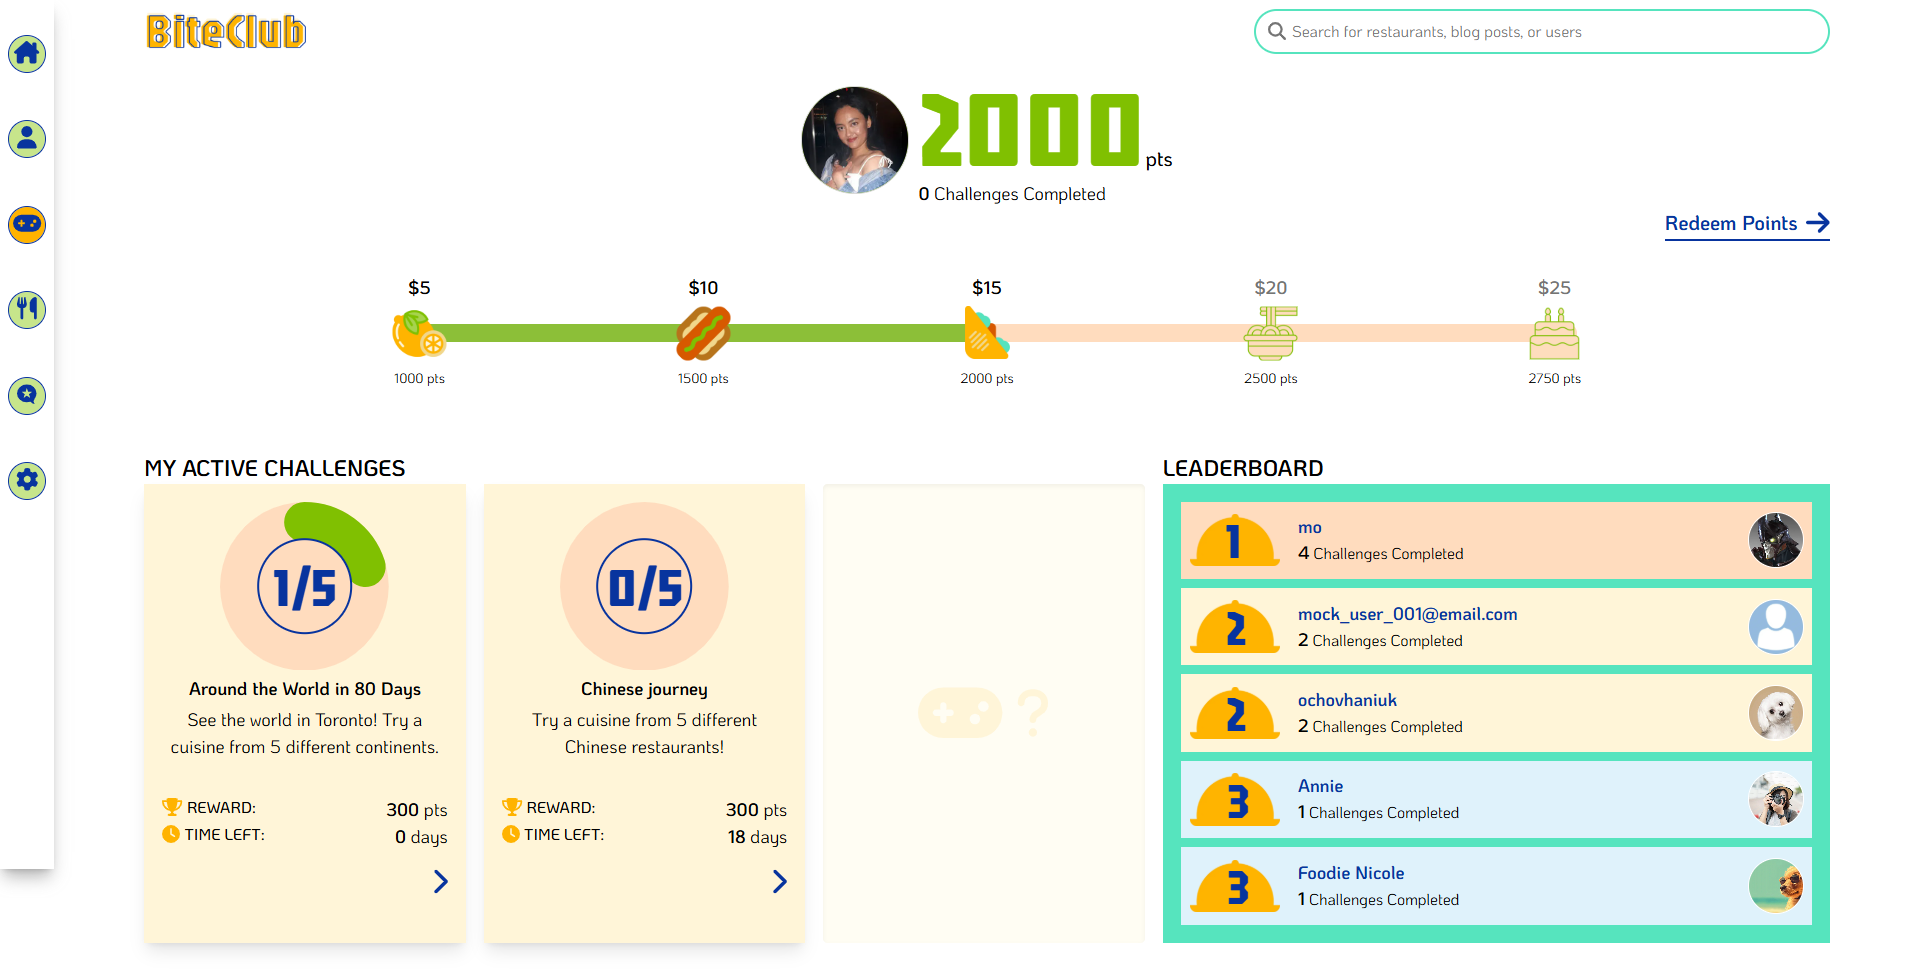 BiteClub
Search for restaurants, blog posts, or users
2000 pts
0 Challenges Completed
Redeem Points
$5
$10
$15
$20
$25
1000 pts
1500 pts
2000 pts
2500 pts
2750 pts
MY ACTIVE CHALLENGES
1/5
Around the World in 80 Days
See the world in Toronto! Try a
cuisine from 5 different continents.
REWARD: 300 pts
TIME LEFT: 0 days
0/5
Chinese journey
Try a cuisine from 5 different
Chinese restaurants!
REWARD: 300 pts
TIME LEFT: 18 days
?
LEADERBOARD
1
mo
4 Challenges Completed
2
mock_user_001@email.com
2 Challenges Completed
2
ochovhaniuk
2 Challenges Completed
3
Annie
1 Challenges Completed
3
Foodie Nicole
1 Challenges Completed